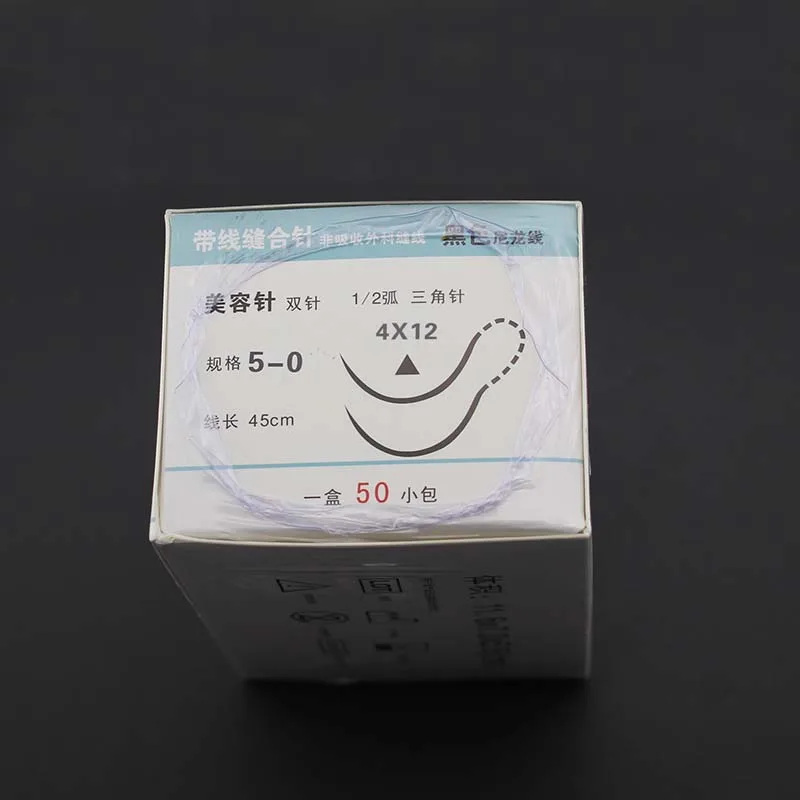 带线缝合针 非吸收外科缝线 黑色尼龙线
美容针 双针 1/2弧 三角针
4X12
规格 5-0
线长 45cm
一盒 50 小包